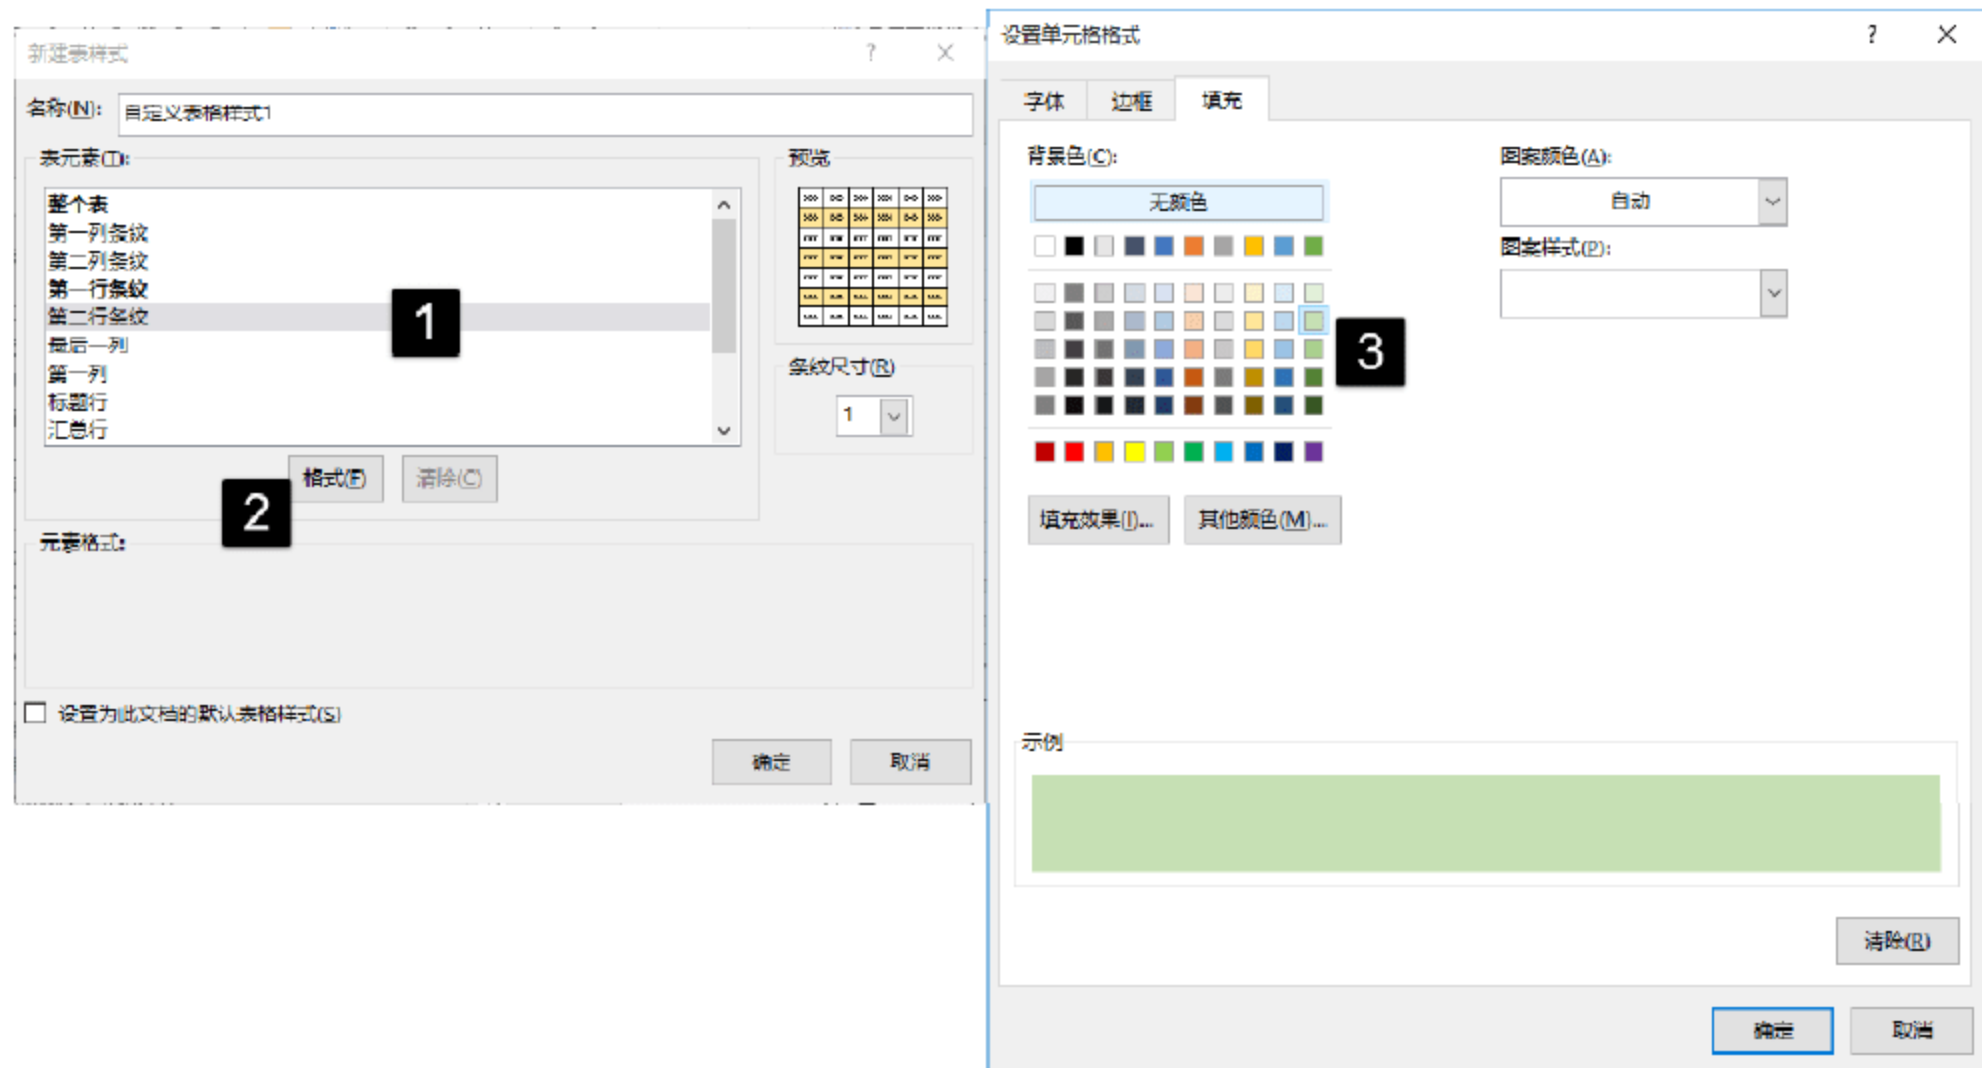 新建表样式
名称(N):
自定义表格样式1
表元素(T):
整个表
第一列条纹
第二列条纹
第一行条纹
第二行条纹
最后一列
第一列
标题行
汇总行
1
格式(F)
清除(C)
2
预览
条纹尺寸(R)
1
元素格式:
设置为此文档的默认表格样式(S)
确定
取消
设置单元格格式
?
字体
边框
填充
背景色(C):
无颜色
3
填充效果(I)...
其他颜色(M)...
图案颜色(A):
自动
图案样式(P):
示例
清除(R)
确定
取消